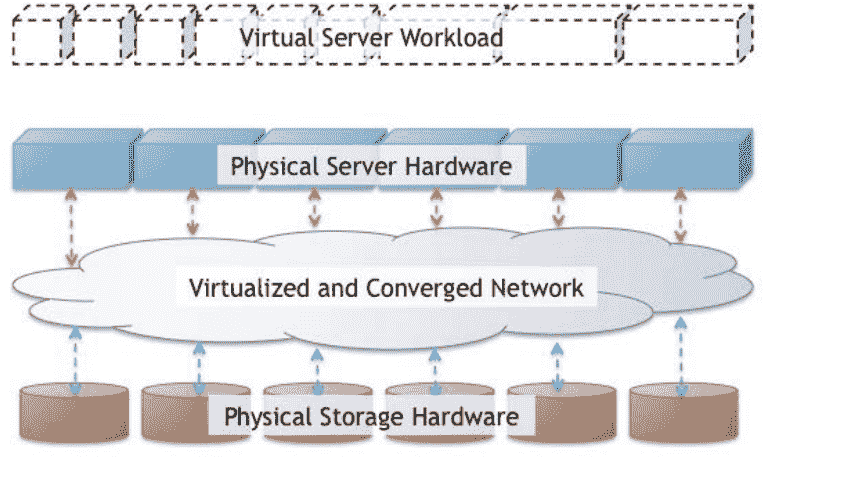 Virtual Server Workload
Physical Server Hardware
Virtualized and Converged Network
Physical Storage Hardware